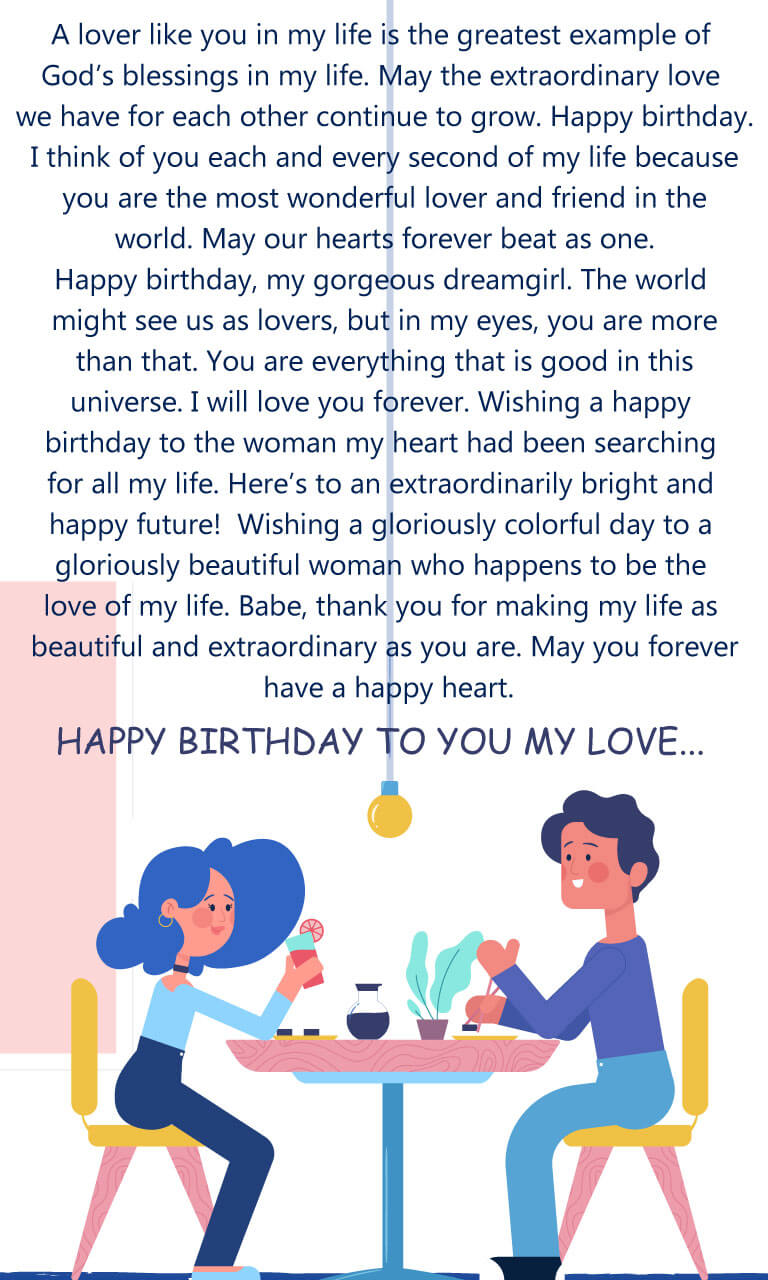 A lover like you in my life is the greatest example of
God’s blessings in my life. May the extraordinary love
we have for each other continue to grow. Happy birthday.
I think of you each and every second of my life because
you are the most wonderful lover and friend in the
world. May our hearts forever beat as one.
Happy birthday, my gorgeous dreamgirl. The world
might see us as lovers, but in my eyes, you are more
than that. You are everything that is good in this
universe. I will love you forever. Wishing a happy
birthday to the woman my heart had been searching
for all my life. Here’s to an extraordinarily bright and
happy future!  Wishing a gloriously colorful day to a
gloriously beautiful woman who happens to be the
love of my life. Babe, thank you for making my life as
beautiful and extraordinary as you are. May you forever
have a happy heart.
HAPPY BIRTHDAY TO YOU MY LOVE...